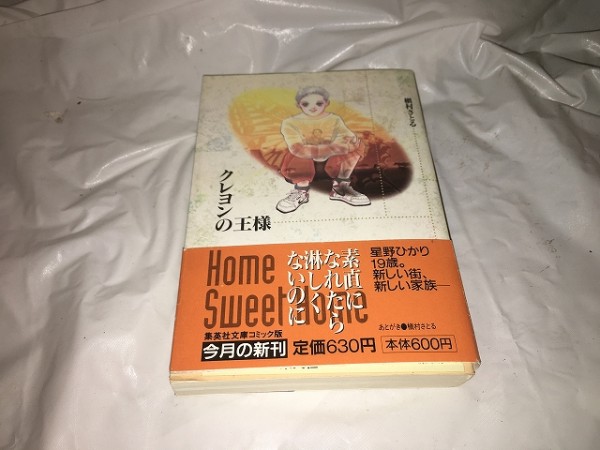 槇村さとる
クレヨンの王様
Home
Sweet Home
素直に
なれたら
淋しく
ないのに
星野ひかり
19歳。
新しい街、
新しい家族―
あとがき●槇村さとる
集英社文庫コミック版
今月の新刊
定価630円
本体600円